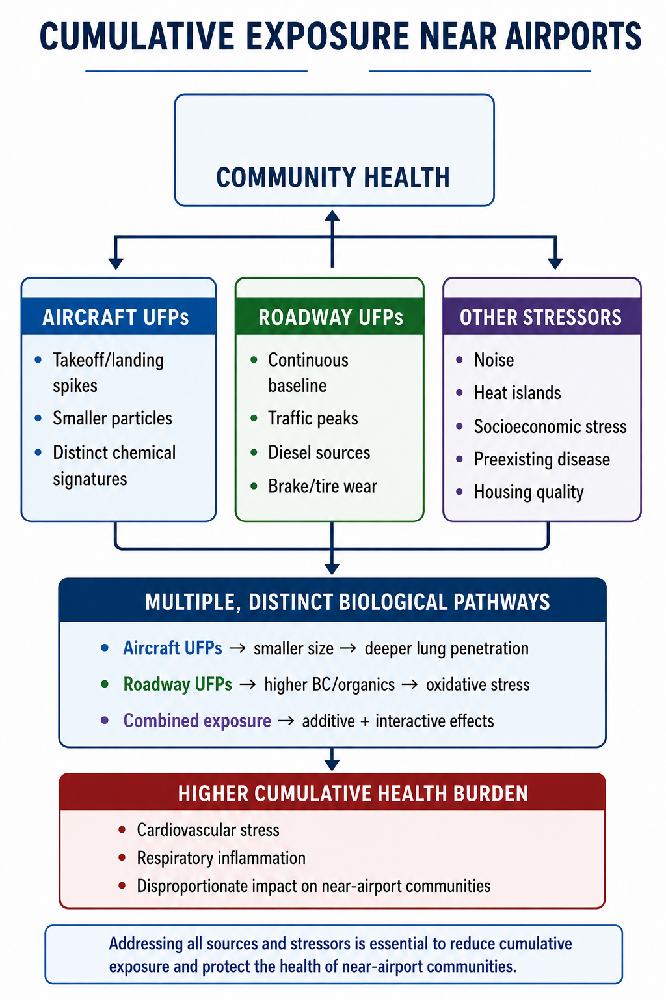 CUMULATIVE EXPOSURE NEAR AIRPORTS
COMMUNITY HEALTH
AIRCRAFT UFPs
• Takeoff/landing
spikes
• Smaller particles
• Distinct chemical
signatures
ROADWAY UFPs
• Continuous
baseline
• Traffic peaks
• Diesel sources
• Brake/tire wear
OTHER STRESSORS
• Noise
• Heat islands
• Socioeconomic stress
• Preexisting disease
• Housing quality
MULTIPLE, DISTINCT BIOLOGICAL PATHWAYS
• Aircraft UFPs → smaller size → deeper lung penetration
• Roadway UFPs → higher BC/organics → oxidative stress
• Combined exposure → additive + interactive effects
HIGHER CUMULATIVE HEALTH BURDEN
• Cardiovascular stress
• Respiratory inflammation
• Disproportionate impact on near-airport communities
Addressing all sources and stressors is essential to reduce cumulative
exposure and protect the health of near-airport communities.